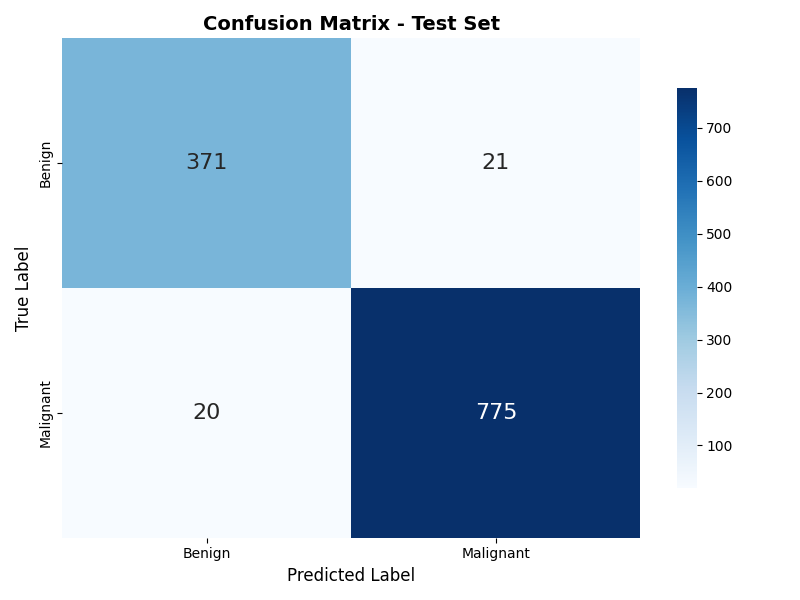 Confusion Matrix - Test Set
True Label
Benign
371
21
Malignant
20
775
Benign
Malignant
Predicted Label
700
600
500
400
300
200
100